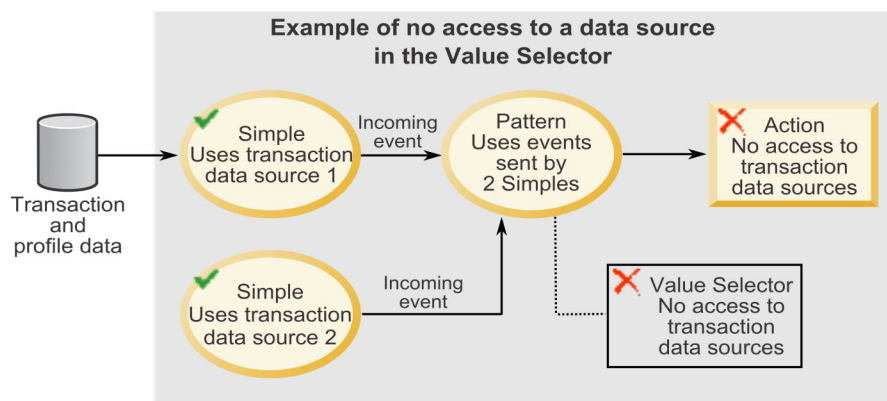 Example of no access to a data source
in the Value Selector
Transaction
and
profile data
Simple
Uses transaction
data source 1
Incoming
event
Pattern
Uses events
sent by
2 Simples
Action
No access to
transaction
data sources
Simple
Uses transaction
data source 2
Incoming
event
Value Selector
No access to
transaction
data sources